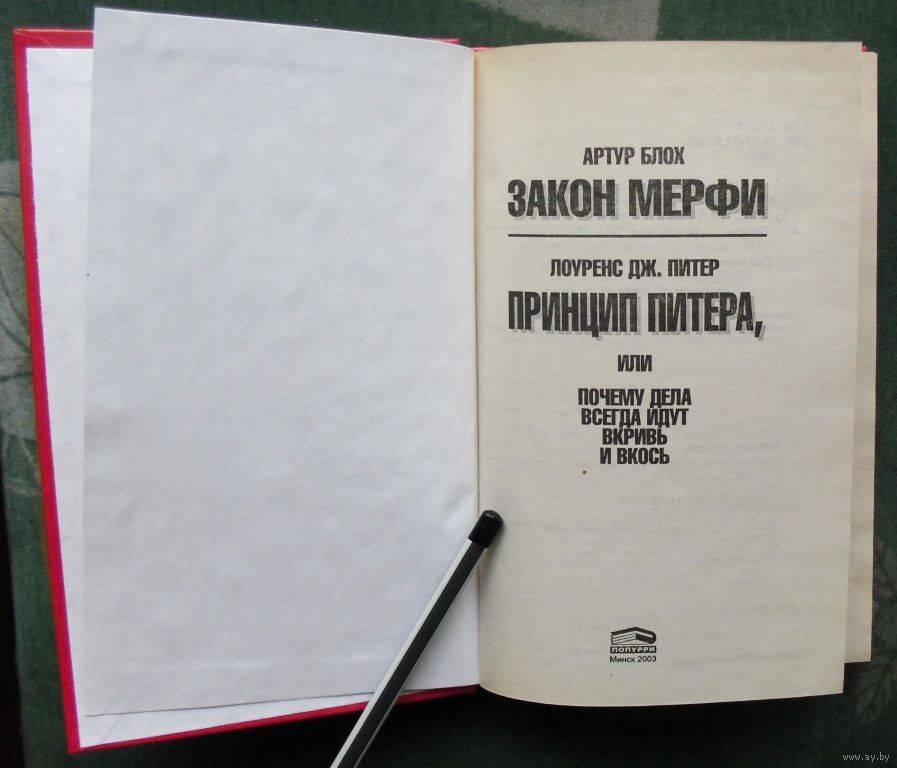 АРТУР БЛОХ
ЗАКОН МЕРФИ
ЛОУРЕНС ДЖ. ПИТЕР
ПРИНЦИП ПИТЕРА,
ИЛИ
ПОЧЕМУ ДЕЛА
ВСЕГДА ИДУТ
ВКРИВЬ
И ВКОСЬ
ПОПУРРИ
Минск 2003
www.ay.by